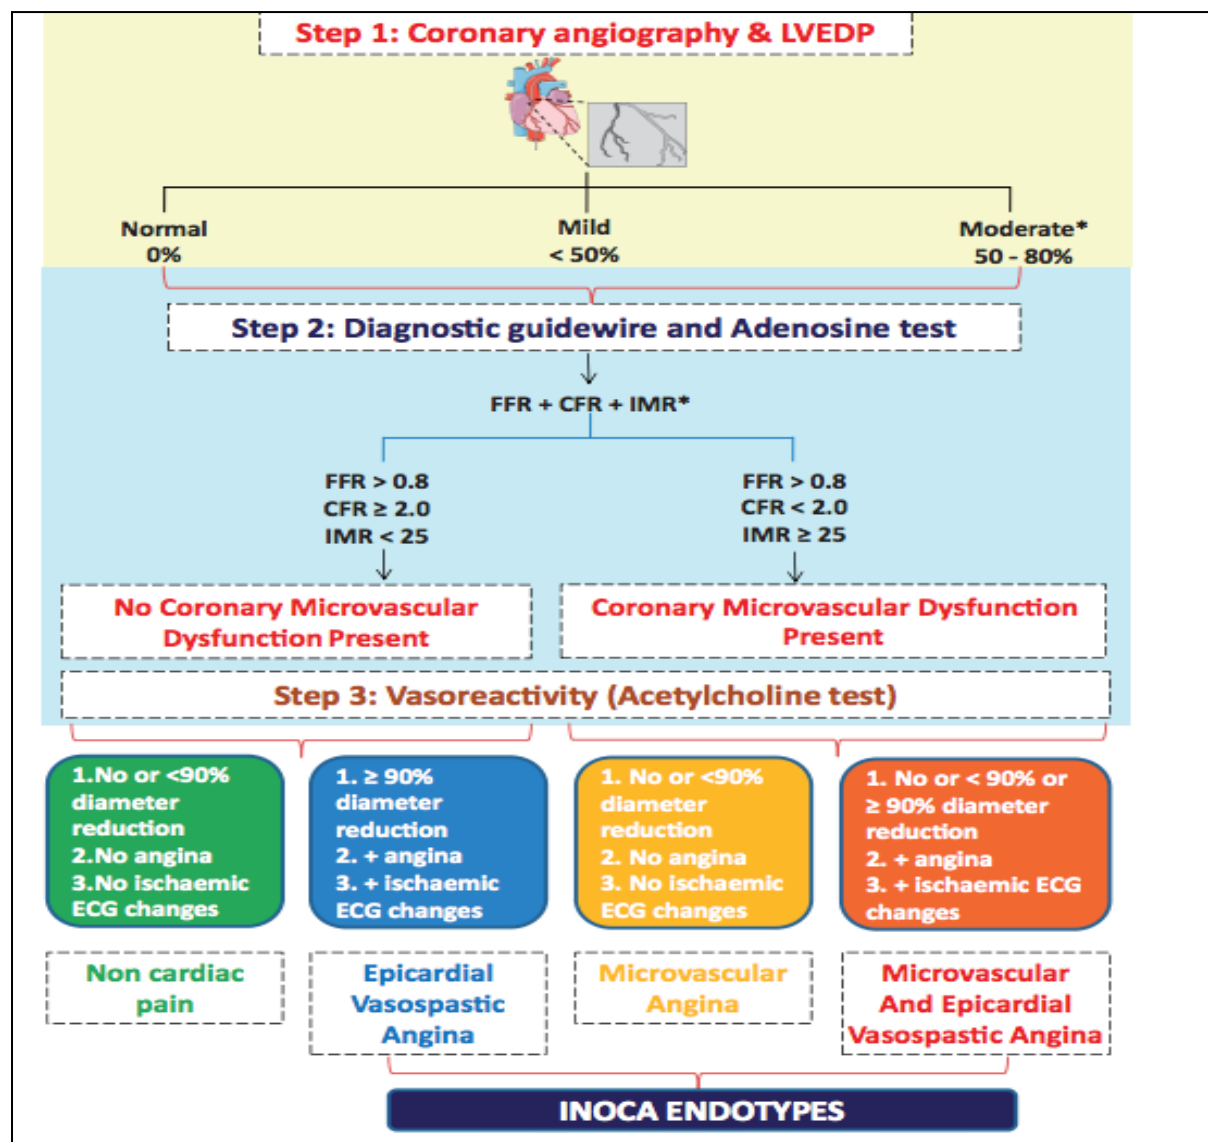 Step 1: Coronary angiography & LVEDP
Normal
0%
Mild
< 50%
Moderate*
50 - 80%
Step 2: Diagnostic guidewire and Adenosine test
FFR + CFR + IMR*
FFR > 0.8
CFR ≥ 2.0
IMR < 25
FFR > 0.8
CFR < 2.0
IMR ≥ 25
No Coronary Microvascular
Dysfunction Present
Coronary Microvascular Dysfunction
Present
Step 3: Vasoreactivity (Acetylcholine test)
1.No or <90%
diameter
reduction
2.No angina
3.No ischaemic
ECG changes
1. ≥ 90%
diameter
reduction
2. + angina
3. + ischaemic
ECG changes
1. No or <90%
diameter
reduction
2. No angina
3. No ischaemic
ECG changes
1. No or < 90% or
≥ 90% diameter
reduction
2. + angina
3. + ischaemic ECG
changes
Non cardiac
pain
Epicardial
Vasospastic
Angina
Microvascular
Angina
Microvascular
And Epicardial
Vasospastic Angina
INOCA ENDOTYPES